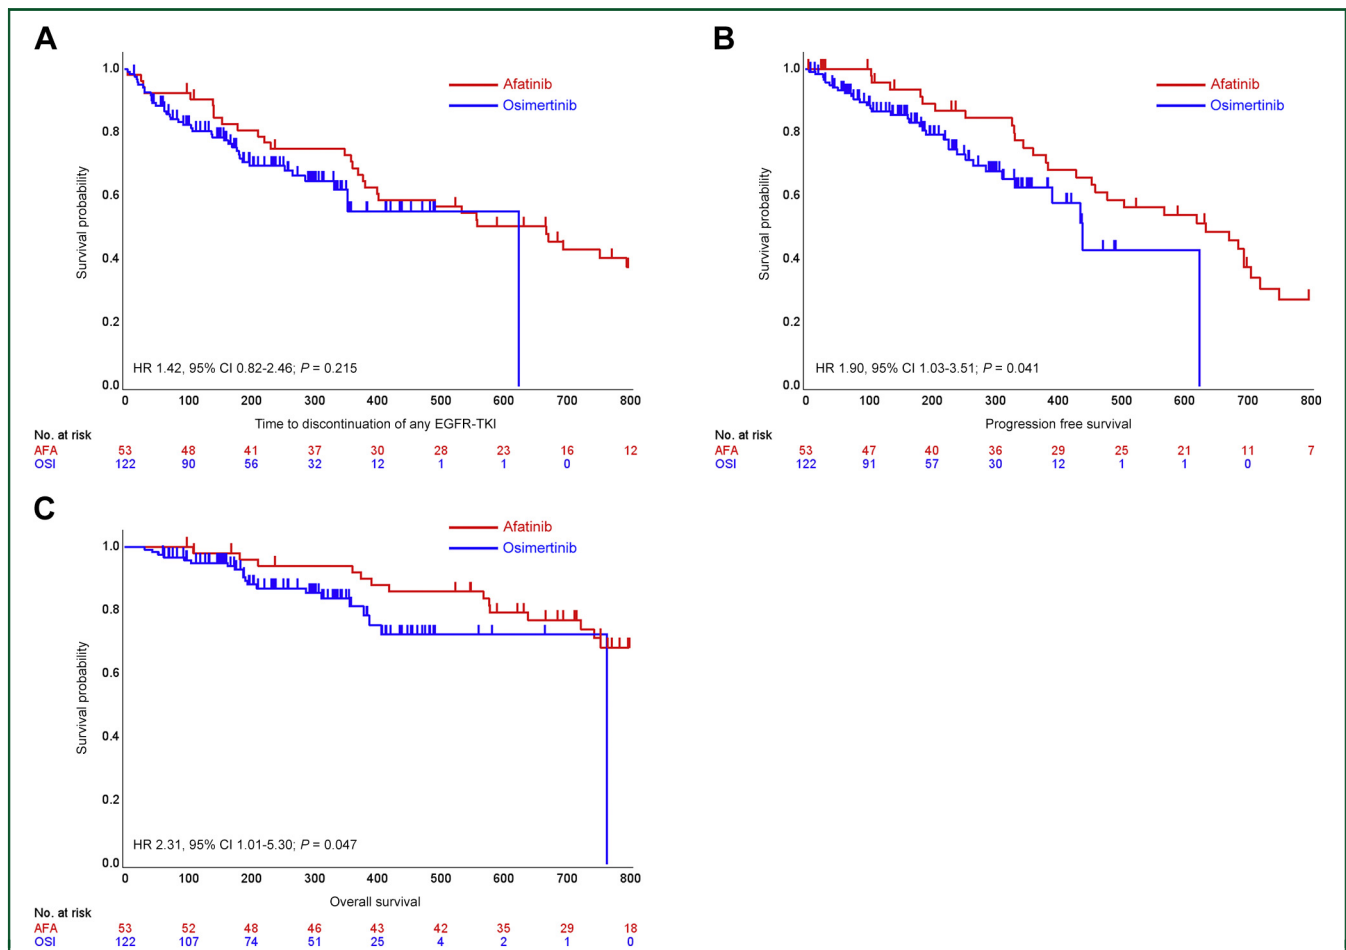 A
1.0
Afatinib
Osimertinib
0.8
0.6
Survival probability
0.4
0.2
HR 1.42, 95% CI 0.82-2.46; P = 0.215
0.0
0 100 200 300 400 500 600 700 800
Time to discontinuation of any EGFR-TKI
No. at risk
AFA 53 48 41 37 30 28 23 16 12
OSI 122 90 56 32 12 1 1 0
B
1.0
Afatinib
Osimertinib
0.8
0.6
Survival probability
0.4
0.2
HR 1.90, 95% CI 1.03-3.51; P = 0.041
0.0
0 100 200 300 400 500 600 700 800
Progression free survival
No. at risk
AFA 53 47 40 36 29 25 21 11 7
OSI 122 91 57 30 12 1 1 0
C
Afatinib
1.0
Osimertinib
0.8
0.6
Survival probability
0.4
0.2
HR 2.31, 95% CI 1.01-5.30; P = 0.047
0.0
0 100 200 300 400 500 600 700 800
Overall survival
No. at risk
AFA 53 52 48 46 43 42 35 29 18
OSI 122 107 74 51 25 4 2 1 0